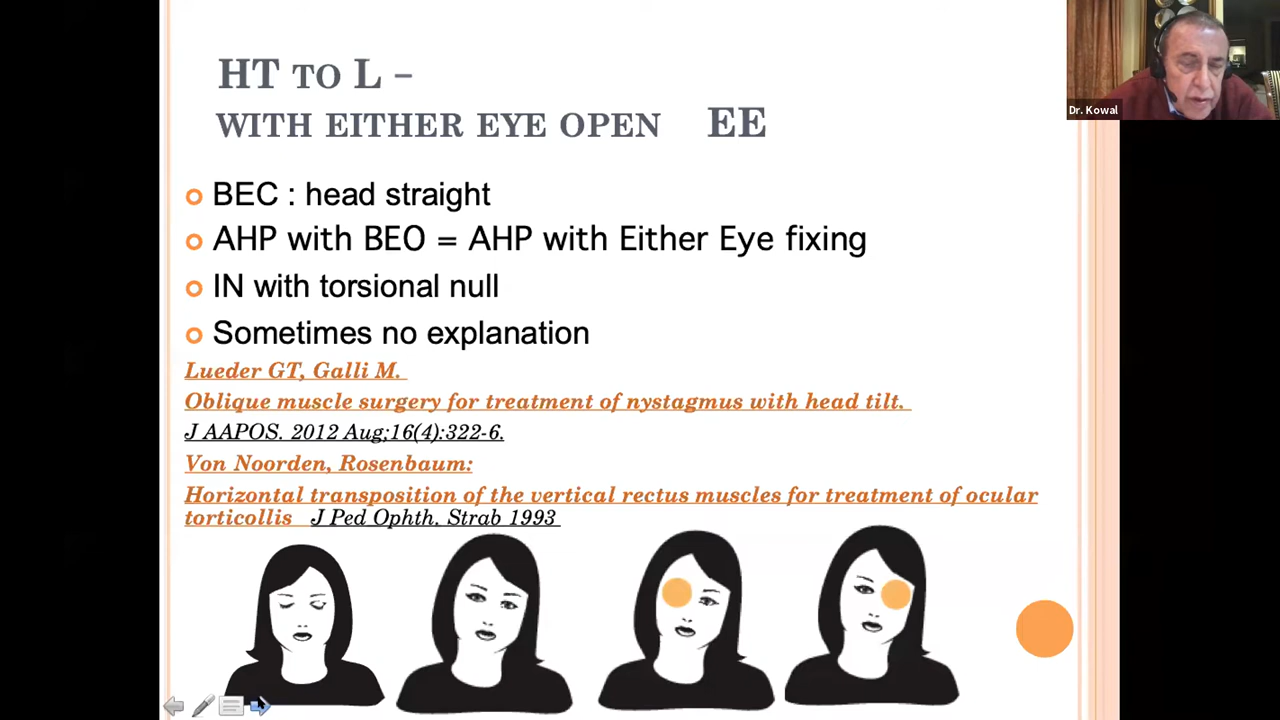 HT TO L –
WITH EITHER EYE OPEN EE
BEC : head straight
AHP with BEO = AHP with Either Eye fixing
IN with torsional null
Sometimes no explanation
Lueder GT, Galli M.
Oblique muscle surgery for treatment of nystagmus with head tilt.
J AAPOS. 2012 Aug;16(4):322-6.
Von Noorden, Rosenbaum:
Horizontal transposition of the vertical rectus muscles for treatment of ocular
torticollis J Ped Ophth. Strab 1993
Dr. Kowal